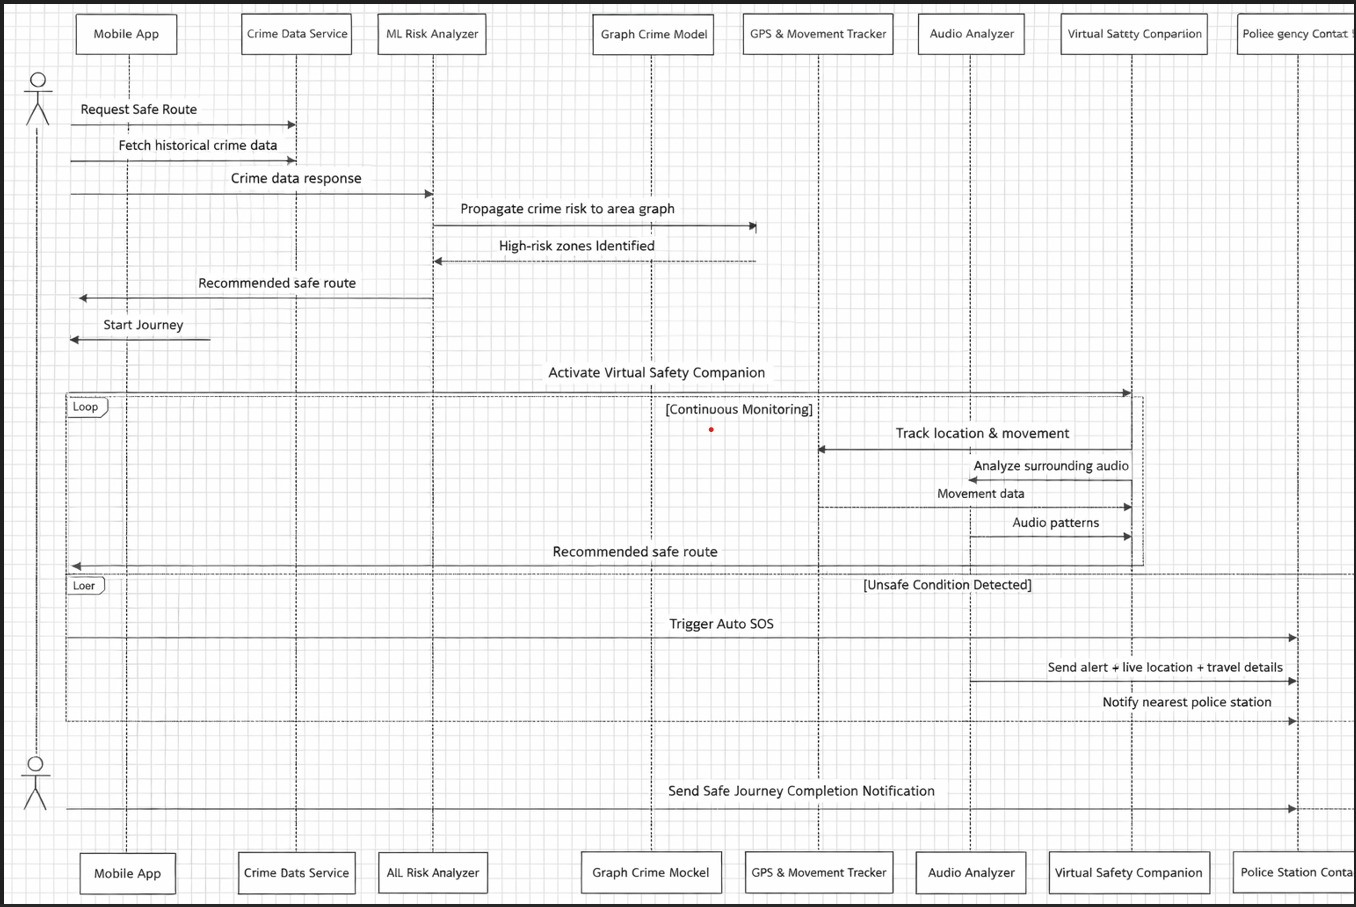 Mobile App
Crime Data Service
ML Risk Analyzer
Graph Crime Model
GPS & Movement Tracker
Audio Analyzer
Virtual Satety Comparion
Police gency Contat
Request Safe Route
Fetch historical crime data
Crime data response
Propagate crime risk to area graph
High-risk zones Identified
Recommended safe route
Start Journey
Activate Virtual Safety Companion
Loop
[Continuous Monitoring]
Track location & movement
Analyze surrounding audio
Movement data
Audio patterns
Recommended safe route
Loer
[Unsafe Condition Detected]
Trigger Auto SOS
Send alert + live location + travel details
Notify nearest police station
Send Safe Journey Completion Notification
Mobile App
Crime Dats Service
AIL Risk Analyzer
Graph Crime Mockel
GPS & Movement Tracker
Audio Analyzer
Virtual Safety Companion
Police Station Conta